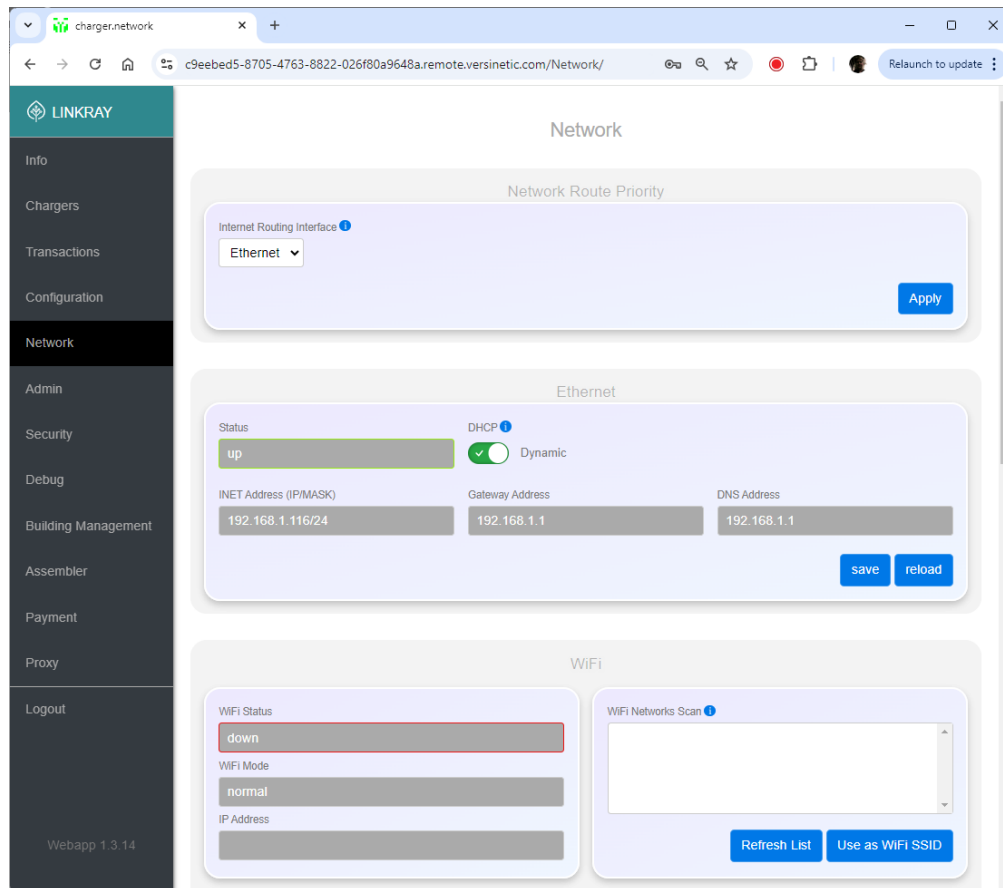 charger.network
c9eebed5-8705-4763-8822-026f80a9648a.remote.versinetic.com/Network/
Relaunch to update
LINKRAY
Info
Chargers
Transactions
Configuration
Network
Admin
Security
Debug
Building Management
Assembler
Payment
Proxy
Logout
Webapp 1.3.14
Network
Network Route Priority
Internet Routing Interface
Ethernet
Apply
Ethernet
Status
DHCP
up
Dynamic
INET Address (IP/MASK)
Gateway Address
DNS Address
192.168.1.116/24
192.168.1.1
192.168.1.1
save
reload
WiFi
WiFi Status
down
WiFi Mode
normal
IP Address
WiFi Networks Scan
Refresh List
Use as WiFi SSID